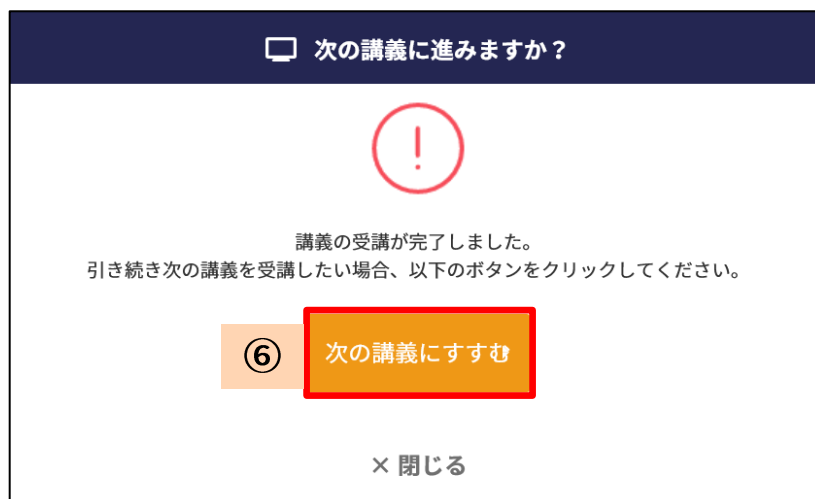 次の講義に進みますか？
講義の受講が完了しました。
引き続き次の講義を受講したい場合、以下のボタンをクリックしてください。
⑥ 次の講義にすすむ
× 閉じる